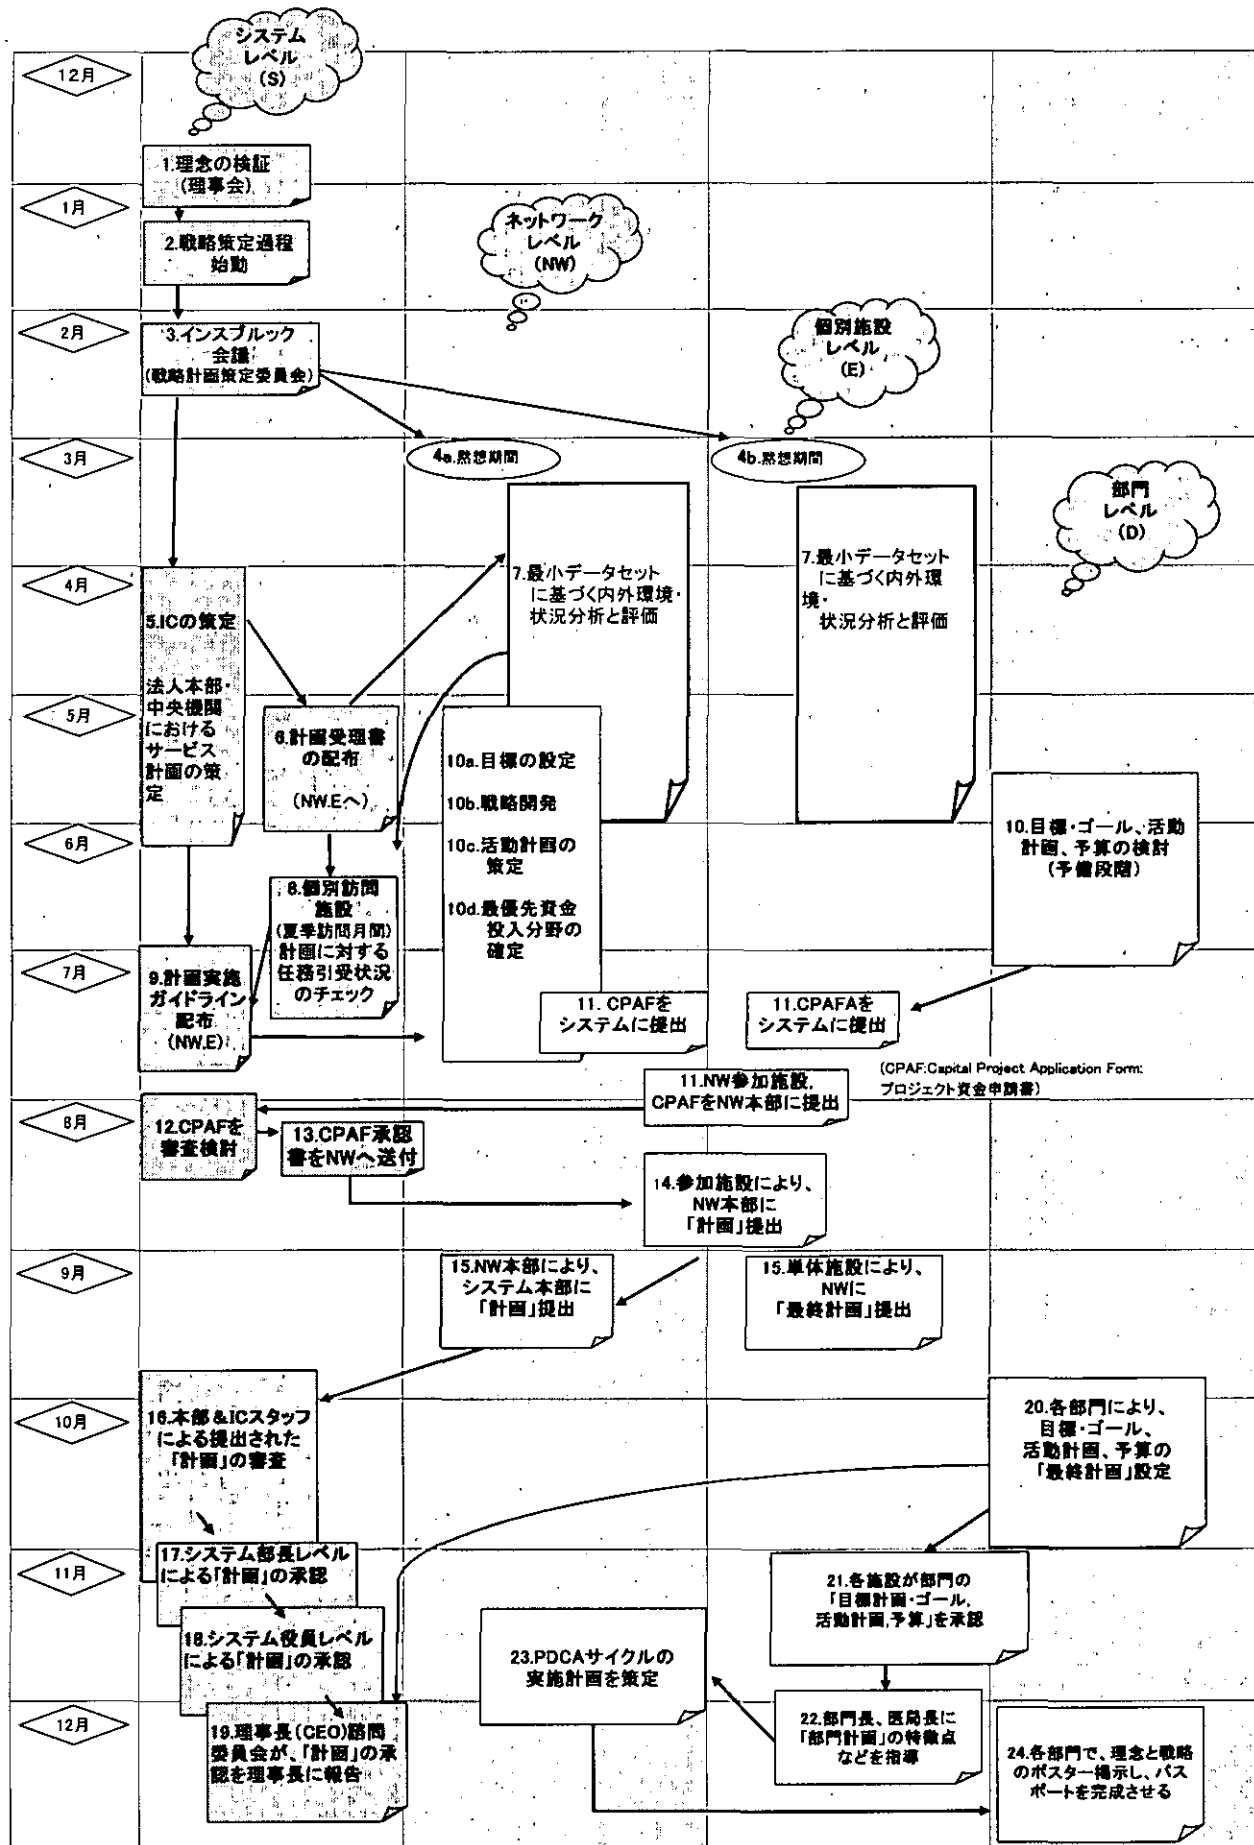 システム
レベル
(S)
12月
1.理念の検証
(理事会)
1月
2.戦略策定過程
始動
ネットワーク
レベル
(NW)
2月
3.インスブルック
会議
(戦略計画策定委員会)
個別施設
レベル
(E)
3月
4a.黙想期間
4b.黙想期間
部門
レベル
(D)
4月
5.ICの策定
法人本部・
中央機関
における
サービス
計画の策
定
7.最小データセット
に基づく内外環境・
状況分析と評価
7.最小データセット
に基づく内外環
境・
状況分析と評価
5月
6.計画受理書
の配布
(NW.Eへ)
10a.目標の設定
10b.戦略開発
10c.活動計画の
策定
10d.最優先資金
投入分野の
確定
6月
8.個別訪問
施設
(夏季訪問月間)
計画に対する
任務引受状況
のチェック
10.目標・ゴール、活動
計画、予算の検討
(予備段階)
7月
9.計画実施
ガイドライン
配布
(NW.E)
11. CPAFを
システムに提出
11.CPAFAを
システムに提出
(CPAF:Capital Project Application Form:
プロジェクト資金申請書)
11.NW参加施設,
CPAFをNW本部に提出
8月
12.CPAFを
審査検討
13.CPAF承認
書をNWへ送付
14.参加施設により、
NW本部に
「計画」提出
9月
15.NW本部により、
システム本部に
「計画」提出
15.単体施設により、
NWに
「最終計画」提出
10月
16.本部&ICスタッフ
による提出された
「計画」の審査
20.各部門により、
目標・ゴール、
活動計画、予算の
「最終計画」設定
11月
17.システム部長レベル
による「計画」の承認
21.各施設が部門の
「目標計画・ゴール,
活動計画,予算」を承認
18.システム役員レベル
による「計画」の承認
23.PDCAサイクルの
実施計画を策定
12月
19.理事長(CEO)諮問
委員会が、「計画」の承
認を理事長に報告
22.部門長、医局長に
「部門計画」の特徴点
などを指導
24.各部門で、理念と戦略
のポスター掲示し、パス
ポートを完成させる